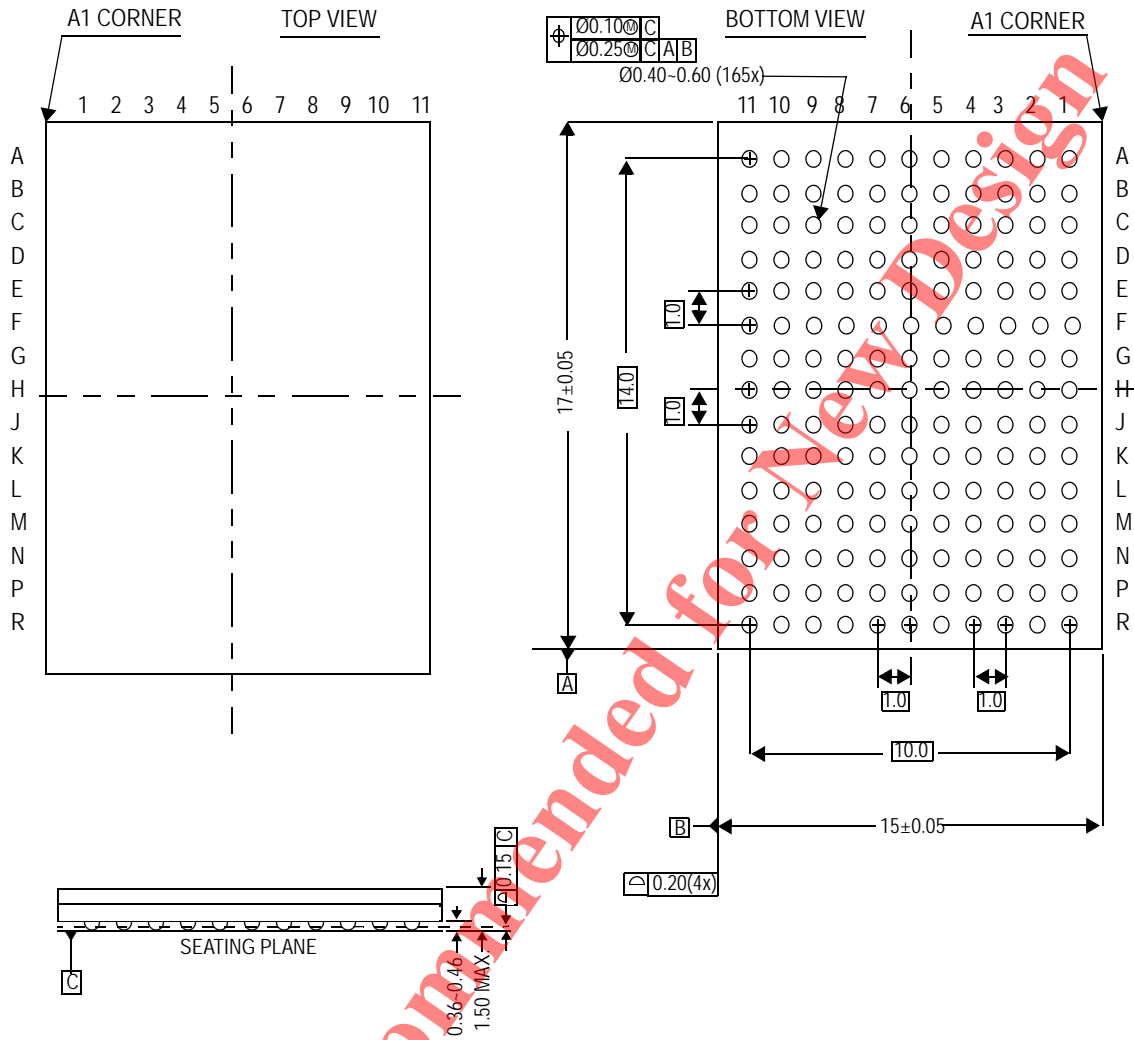 A1 CORNER
TOP VIEW
1 2 3 4 5 6 7 8 9 10 11
A
B
C
D
E
F
G
H
J
K
L
M
N
P
R
Ø0.10Ⓜ C
Ø0.25Ⓜ C A B
Ø0.40~0.60 (165x)
BOTTOM VIEW
A1 CORNER
11 10 9 8 7 6 5 4 3 2 1
A
B
C
D
E
F
G
H
J
K
L
M
N
P
R
1.0
1.0
14.0
17±0.05
A
1.0
1.0
10.0
B
15±0.05
0.20(4x)
0.15 C
SEATING PLANE
C
0.36~0.46
1.50 MAX.
ommended for New Design